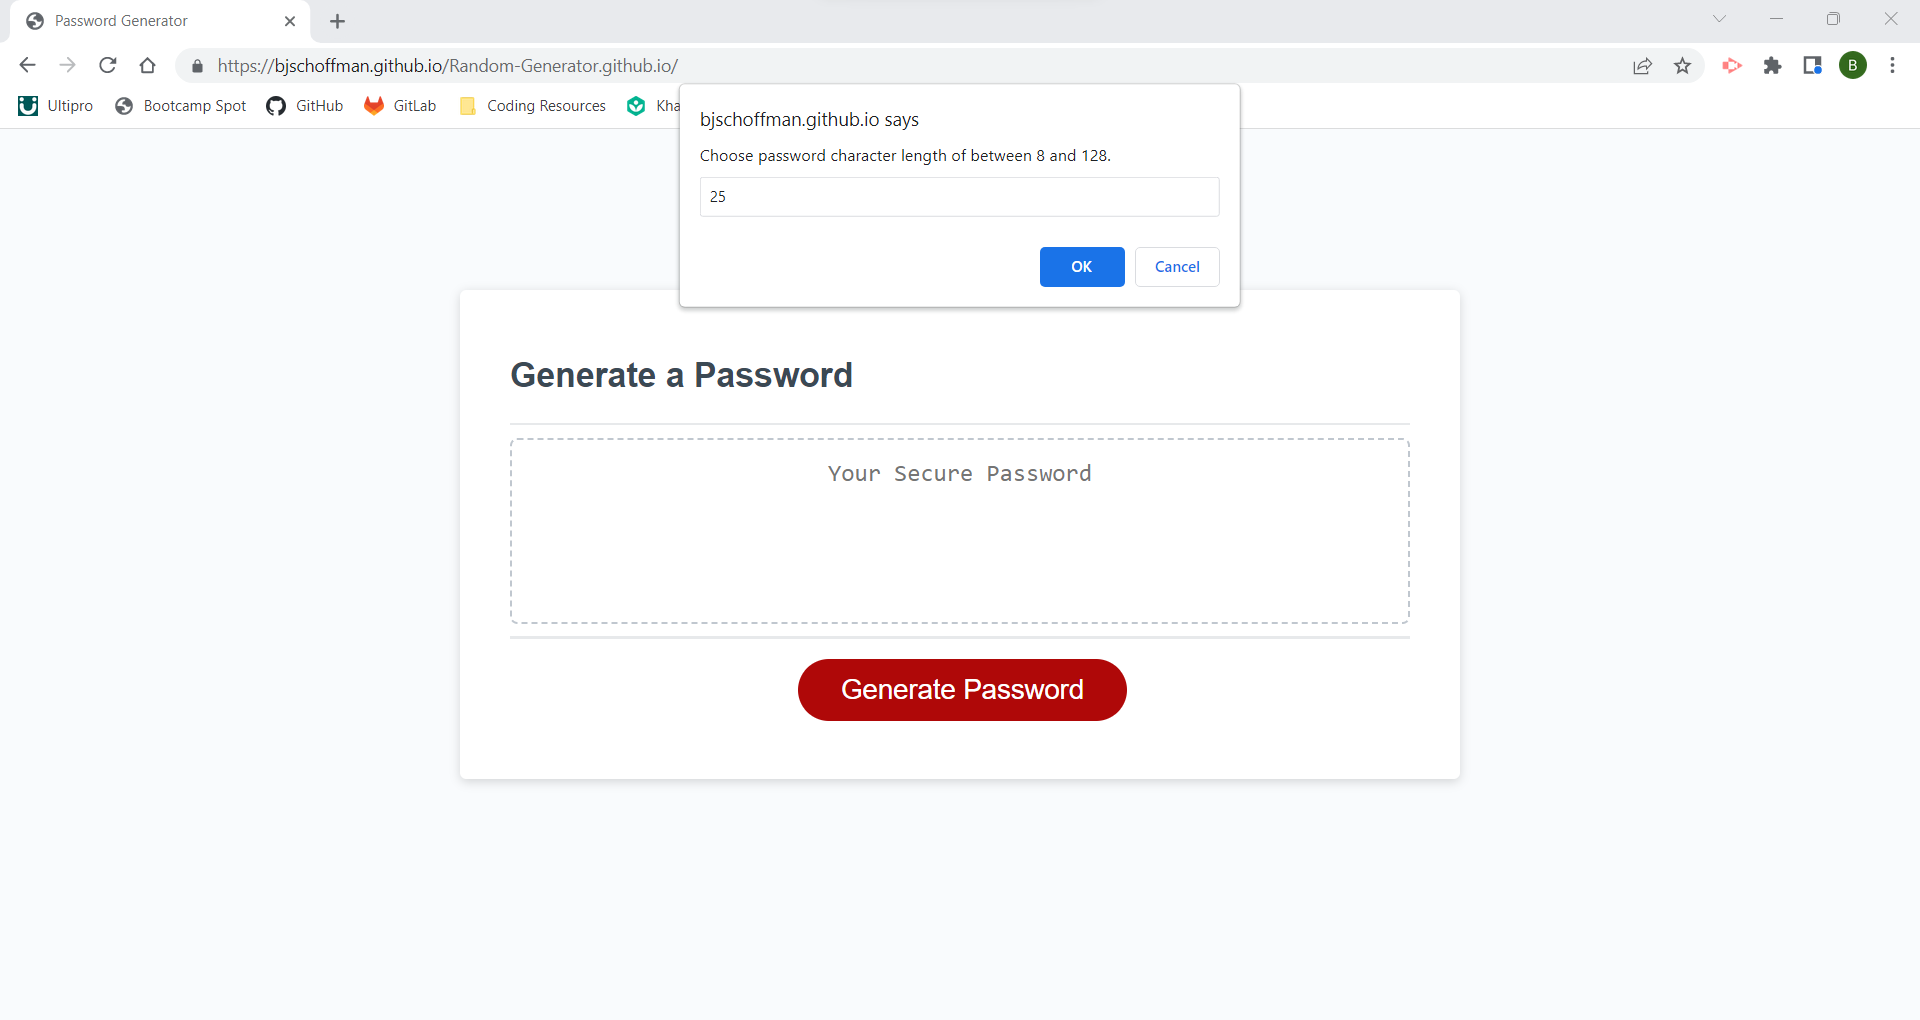 Password Generator
https://bjschoffman.github.io/Random-Generator.github.io/
B
Ultipro
Bootcamp Spot
GitHub
GitLab
Coding Resources
Kha
bjschoffman.github.io says
Choose password character length of between 8 and 128.
25
OK
Cancel
Generate a Password
Your Secure Password
Generate Password